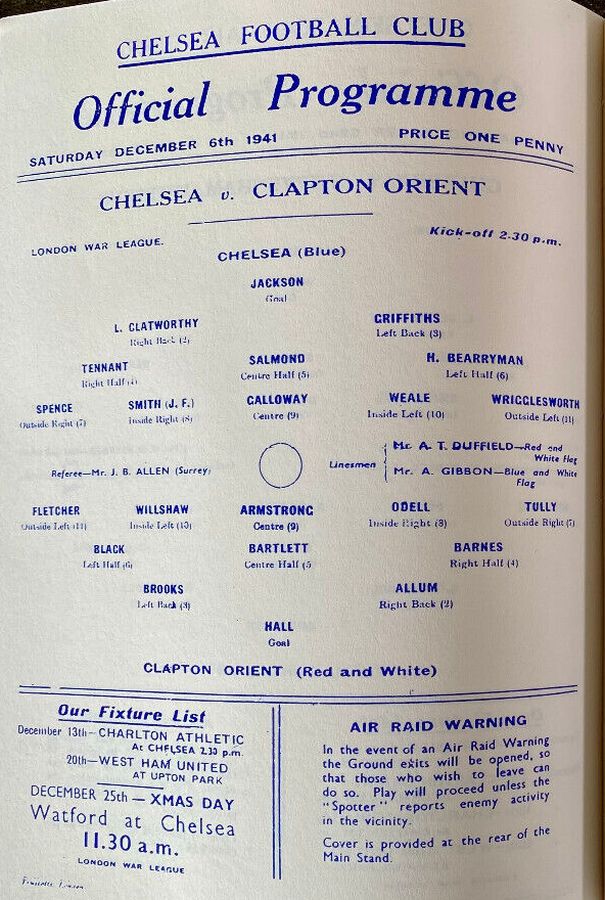 CHELSEA FOOTBALL CLUB
Official Programme
SATURDAY DECEMBER 6th 1941 PRICE ONE PENNY
CHELSEA v. CLAPTON ORIENT
LONDON WAR LEAGUE. Kick-off 2-30 p.m.
CHELSEA (Blue)
JACKSON
Goal
L. CLATWORTHY GRIFFITHS
Right Back (2) Left Back (3)
TENNANT SALMOND H. BEARRYMAN
Right Half (4) Centre Half (5) Left Half (6)
SPENCE SMITH (J. F.) GALLOWAY WEALE WRIGGLESWORTH
Outside Right (7) Inside Right (8) Centre (9) Inside Left (10) Outside Left (11)
Referee—Mr. J. B. ALLEN (Surrey)
Linesmen
Mr. A. T. DUFFIELD—Red and
White Flag
Mr. A. GIBBON—Blue and White
Flag
FLETCHER WILLSHAW ARMSTRONG ODELL TULLY
Outside Left (11) Inside Left (10) Centre (9) Inside Right (8) Outside Right (7)
BLACK BARTLETT BARNES
Left Half (6) Centre Half (5 Right Half (4)
BROOKS ALLUM
Left Back (3) Right Back (2)
HALL
Goal
CLAPTON ORIENT (Red and White)
Our Fixture List
December 13th—CHARLTON ATHLETIC
At CHELSEA 2.30 p.m.
20th—WEST HAM UNITED
AT UPTON PARK
DECEMBER 25th — XMAS DAY
Watford at Chelsea
11.30 a.m.
LONDON WAR LEAGUE
AIR RAID WARNING
In the event of an Air Raid Warning
the Ground exits will be opened, so
that those who wish to leave can
do so. Play will proceed unless the
"Spotter" reports enemy activity
in the vicinity.
Cover is provided at the rear of the
Main Stand.